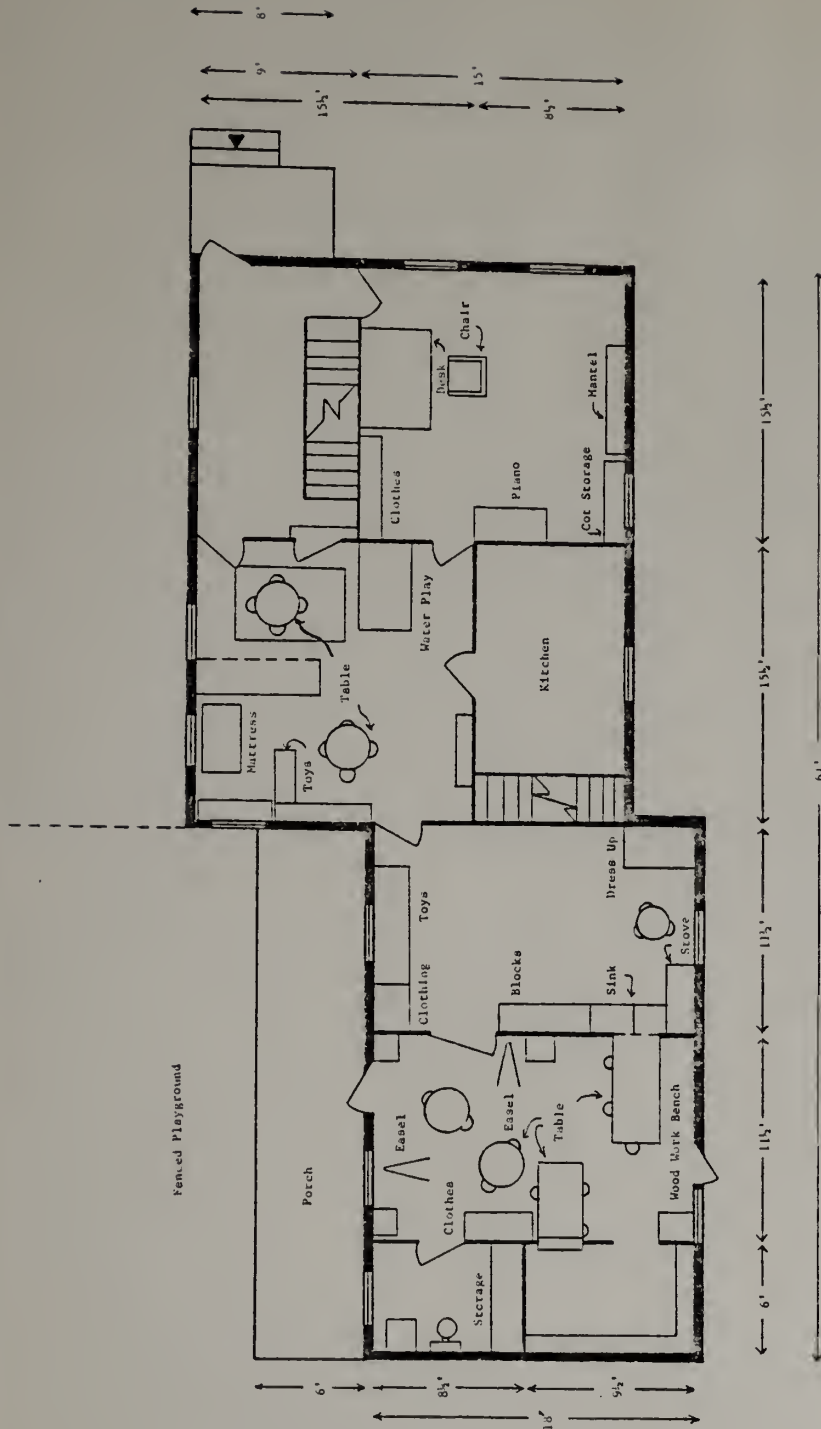 8'
9'
15'
15½'
8½'
Chair
Desk
Mantel
Clothes
Piano
Cot Storage
Water Play
Kitchen
Table
Mattress
Toys
15½'
15½'
Dress Up
Stove
Toys
Clothing
Blocks
Sink
11½'
Fenced Playground
Porch
Easel
Easel
Table
Clothes
Wood Work Bench
11½'
Storage
6'
6'
8½'
9½'
18'